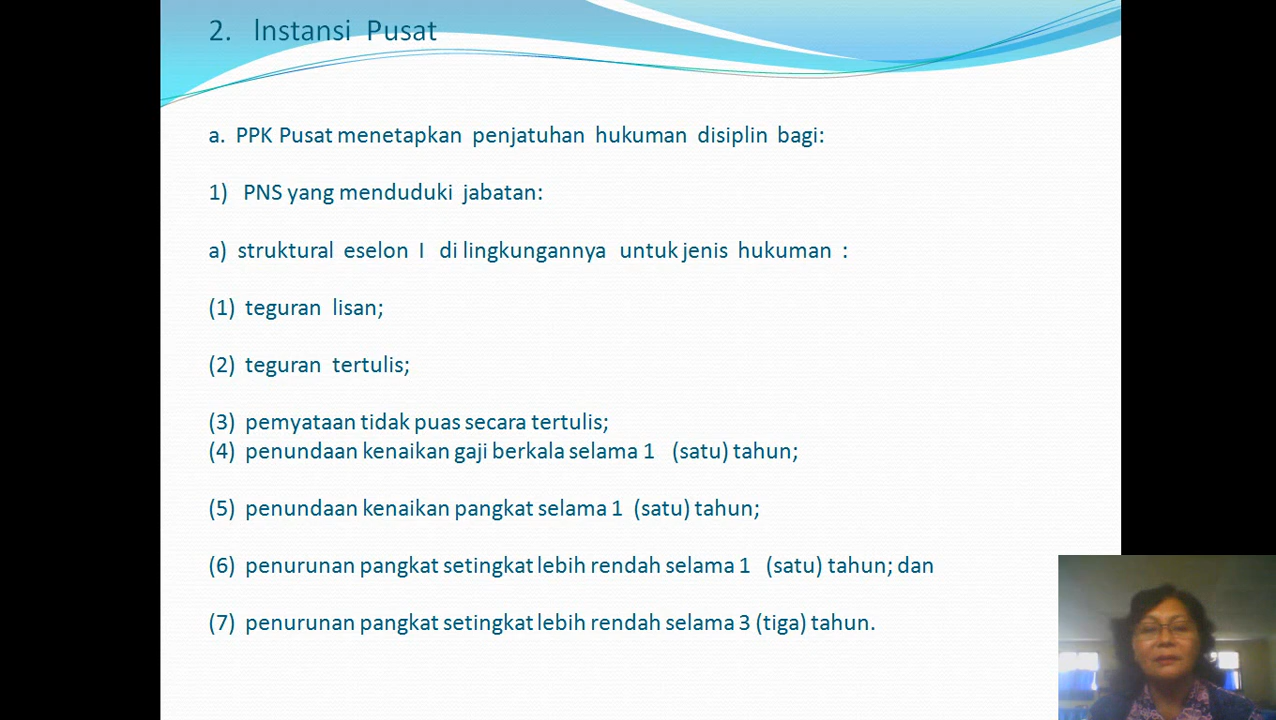 2. Instansi Pusat
a. PPK Pusat menetapkan penjatuhan hukuman disiplin bagi:
1) PNS yang menduduki jabatan:
a) struktural eselon I di lingkungannya untuk jenis hukuman :
(1) teguran lisan;
(2) teguran tertulis;
(3) pemyataan tidak puas secara tertulis;
(4) penundaan kenaikan gaji berkala selama 1 (satu) tahun;
(5) penundaan kenaikan pangkat selama 1 (satu) tahun;
(6) penurunan pangkat setingkat lebih rendah selama 1 (satu) tahun; dan
(7) penurunan pangkat setingkat lebih rendah selama 3 (tiga) tahun.